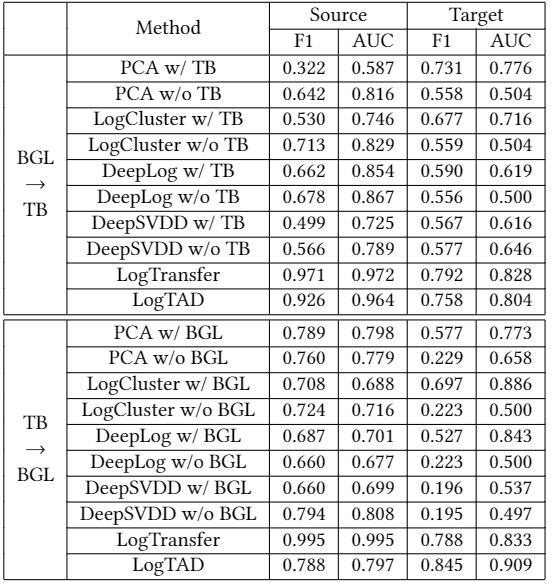 Method Source Target
F1 AUC F1 AUC
BGL → TB
PCA w/ TB 0.322 0.587 0.731 0.776
PCA w/o TB 0.642 0.816 0.558 0.504
LogCluster w/ TB 0.530 0.746 0.677 0.716
LogCluster w/o TB 0.713 0.829 0.559 0.504
DeepLog w/ TB 0.662 0.854 0.590 0.619
DeepLog w/o TB 0.678 0.867 0.556 0.500
DeepSVDD w/ TB 0.499 0.725 0.567 0.616
DeepSVDD w/o TB 0.566 0.789 0.577 0.646
LogTransfer 0.971 0.972 0.792 0.828
LogTAD 0.926 0.964 0.758 0.804
TB → BGL
PCA w/ BGL 0.789 0.798 0.577 0.773
PCA w/o BGL 0.760 0.779 0.229 0.658
LogCluster w/ BGL 0.708 0.688 0.697 0.886
LogCluster w/o BGL 0.724 0.716 0.223 0.500
DeepLog w/ BGL 0.687 0.701 0.527 0.843
DeepLog w/o BGL 0.660 0.677 0.223 0.500
DeepSVDD w/ BGL 0.660 0.699 0.196 0.537
DeepSVDD w/o BGL 0.794 0.808 0.195 0.497
LogTransfer 0.995 0.995 0.788 0.833
LogTAD 0.788 0.797 0.845 0.909